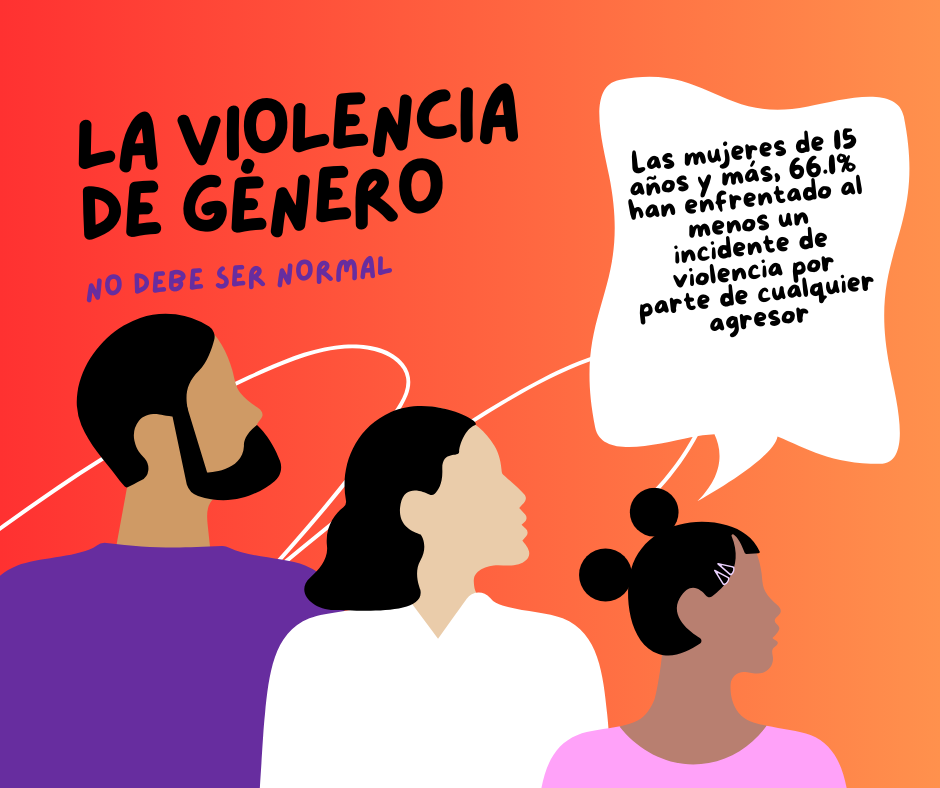 LA VIOLENCIA
DE GÉNERO
NO DEBE SER NORMAL
Las mujeres de 15
años y más, 66.1%
han enfrentado al
menos un
incidente de
violencia por
parte de cualquier
agresor